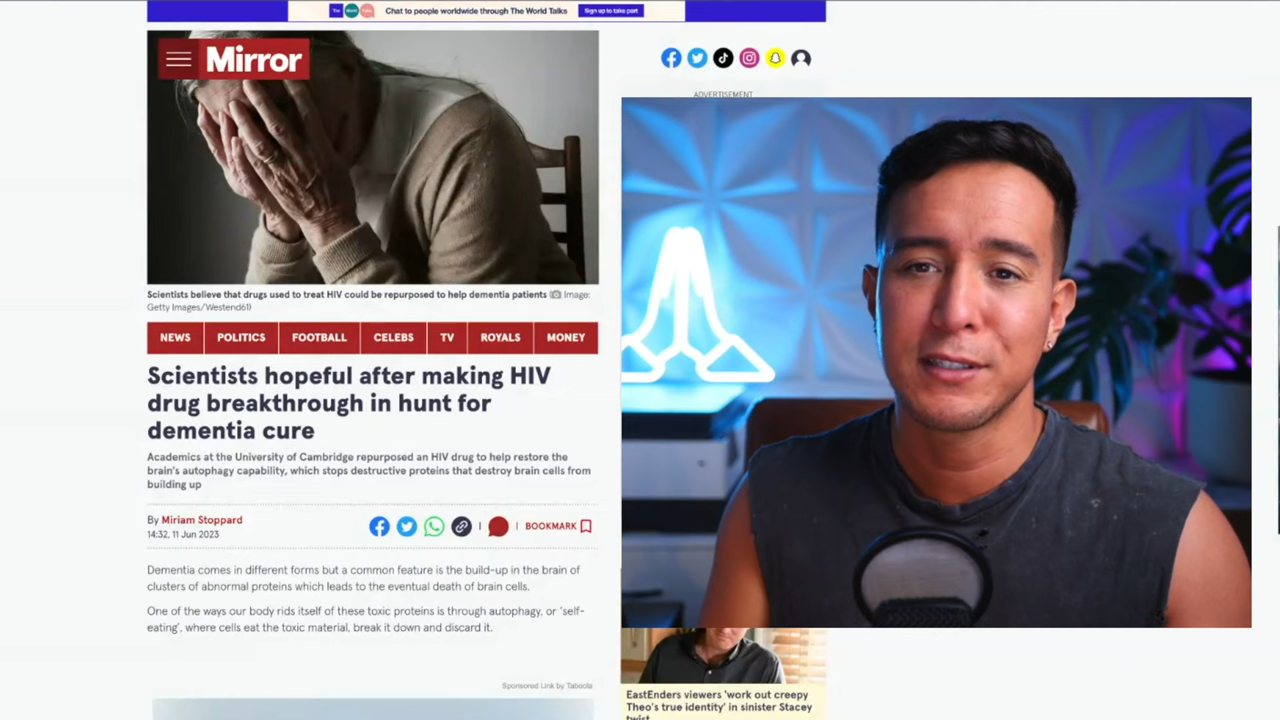 Chat to people worldwide through The World Talks
Sign up to take part
Mirror
ADVERTISEMENT
Scientists believe that drugs used to treat HIV could be repurposed to help dementia patients (Image:
Getty Images/Westend61)
NEWS
POLITICS
FOOTBALL
CELEBS
TV
ROYALS
MONEY
Scientists hopeful after making HIV
drug breakthrough in hunt for
dementia cure
Academics at the University of Cambridge repurposed an HIV drug to help restore the
brain's autophagy capability, which stops destructive proteins that destroy brain cells from
building up
By Miriam Stoppard
14:32, 11 Jun 2023
BOOKMARK
Dementia comes in different forms but a common feature is the build-up in the brain of
clusters of abnormal proteins which leads to the eventual death of brain cells.
One of the ways our body rids itself of these toxic proteins is through autophagy, or 'self-
eating', where cells eat the toxic material, break it down and discard it.
Sponsored Link by Taboola
EastEnders viewers 'work out creepy
Theo's true identity' in sinister Stacey
twist